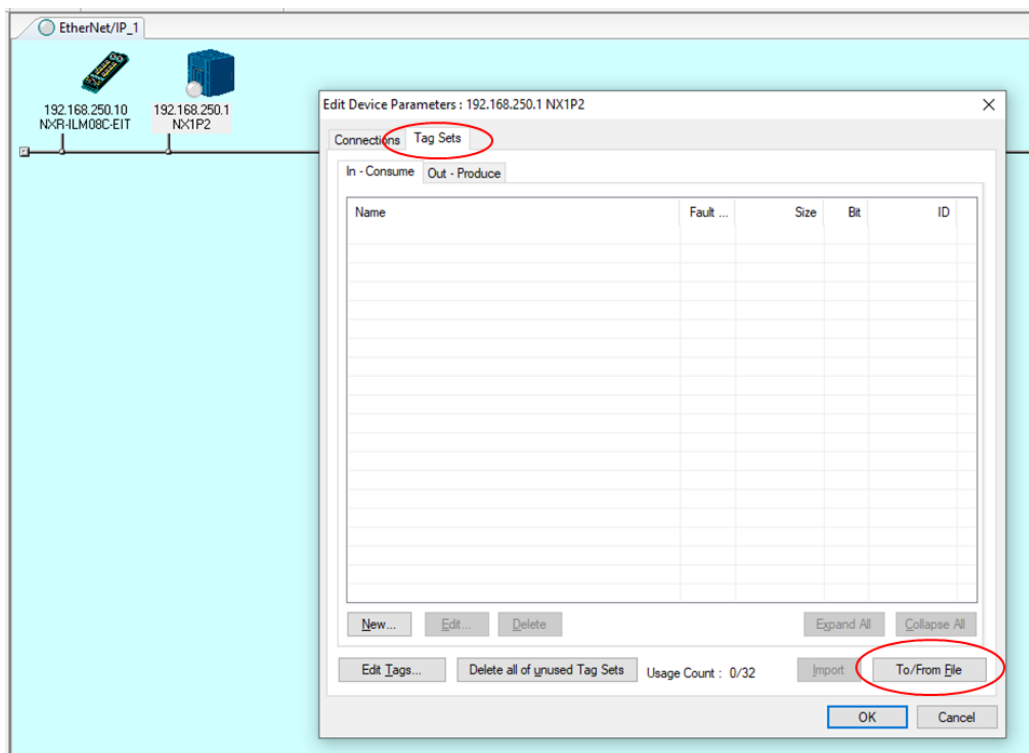 EtherNet/IP_1
192.168.250.10 192.168.250.1
NXR-ILM08C-EIT NX1P2
Edit Device Parameters : 192.168.250.1 NX1P2
Connections Tag Sets
In - Consume Out - Produce
Name Fault ... Size Bit ID
New... Edit... Delete Expand All Collapse All
Edit Tags... Delete all of unused Tag Sets Usage Count : 0/32 Import To/From File
OK Cancel